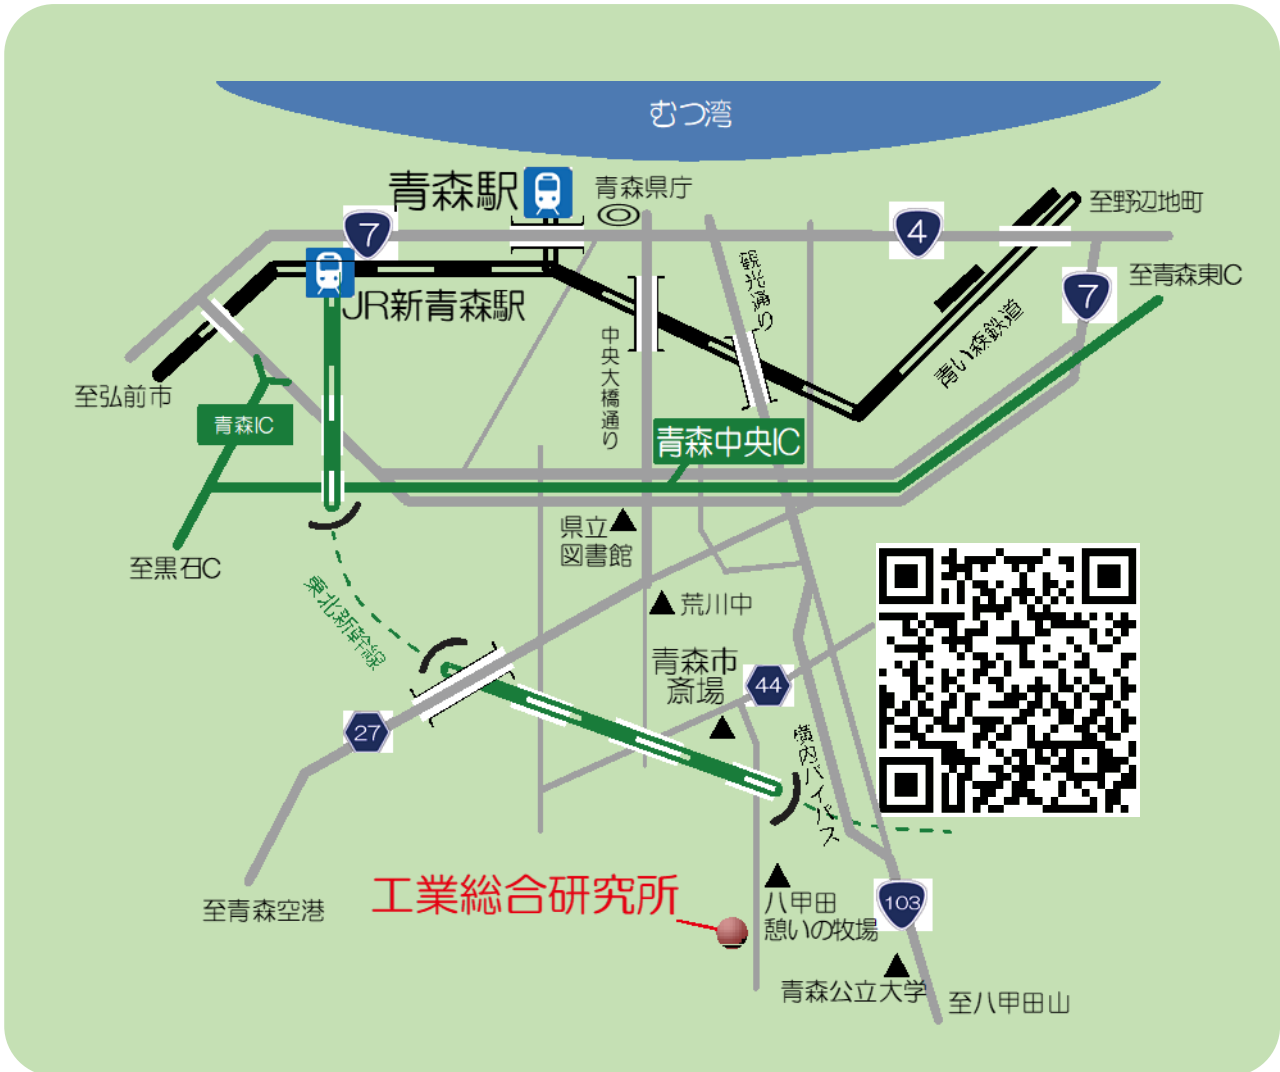 むつ湾
青森駅
青森県庁
至野辺地町
7
4
観光通り
至青森東IC
7
JR新青森駅
青い森鉄道
中央大橋通り
至弘前市
青森IC
青森中央IC
県立
図書館
至黒石C
東北新幹線
荒川中
青森市
斎場
44
27
横内バイパス
工業総合研究所
八甲田
憩いの牧場
103
至青森空港
青森公立大学
至八甲田山